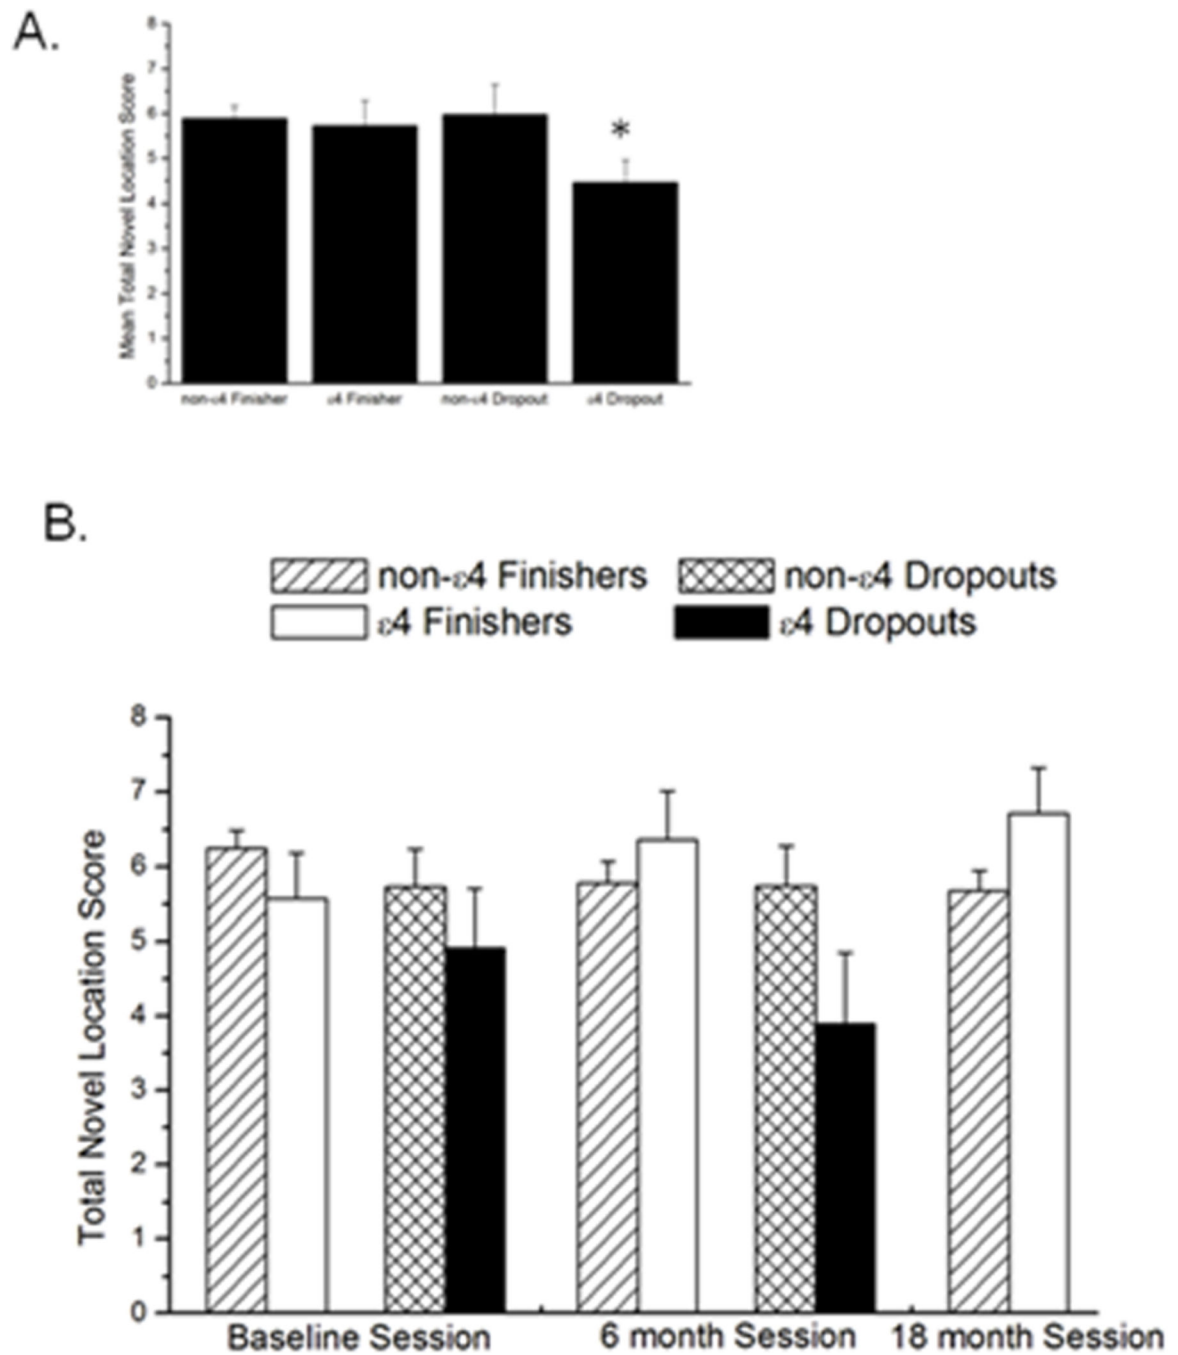 A.
Mean Total Novel Location Score
8
7
6
5
4
3
2
1
0
non-ε4 Finisher ε4 Finisher non-ε4 Dropout ε4 Dropout
*
B.
non-ε4 Finishers non-ε4 Dropouts
ε4 Finishers ε4 Dropouts
Total Novel Location Score
8
7
6
5
4
3
2
1
0
Baseline Session 6 month Session 18 month Session